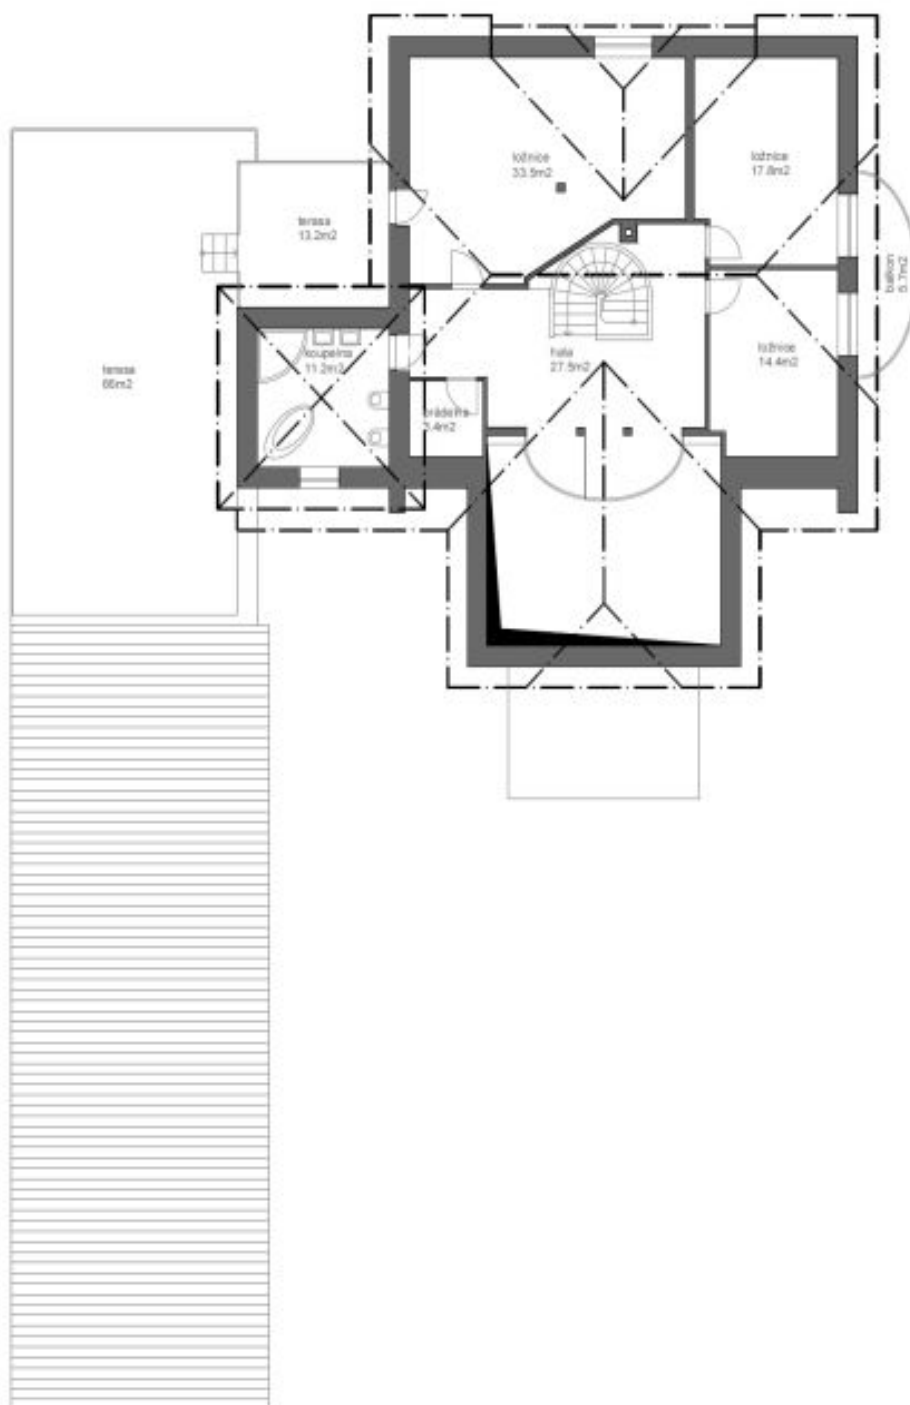 ložnice
33.5m2
ložnice
17.8m2
terasa
13.2m2
balkon
5.7m2
koupelna
11.2m2
hala
27.5m2
ložnice
14.4m2
terasa
66m2